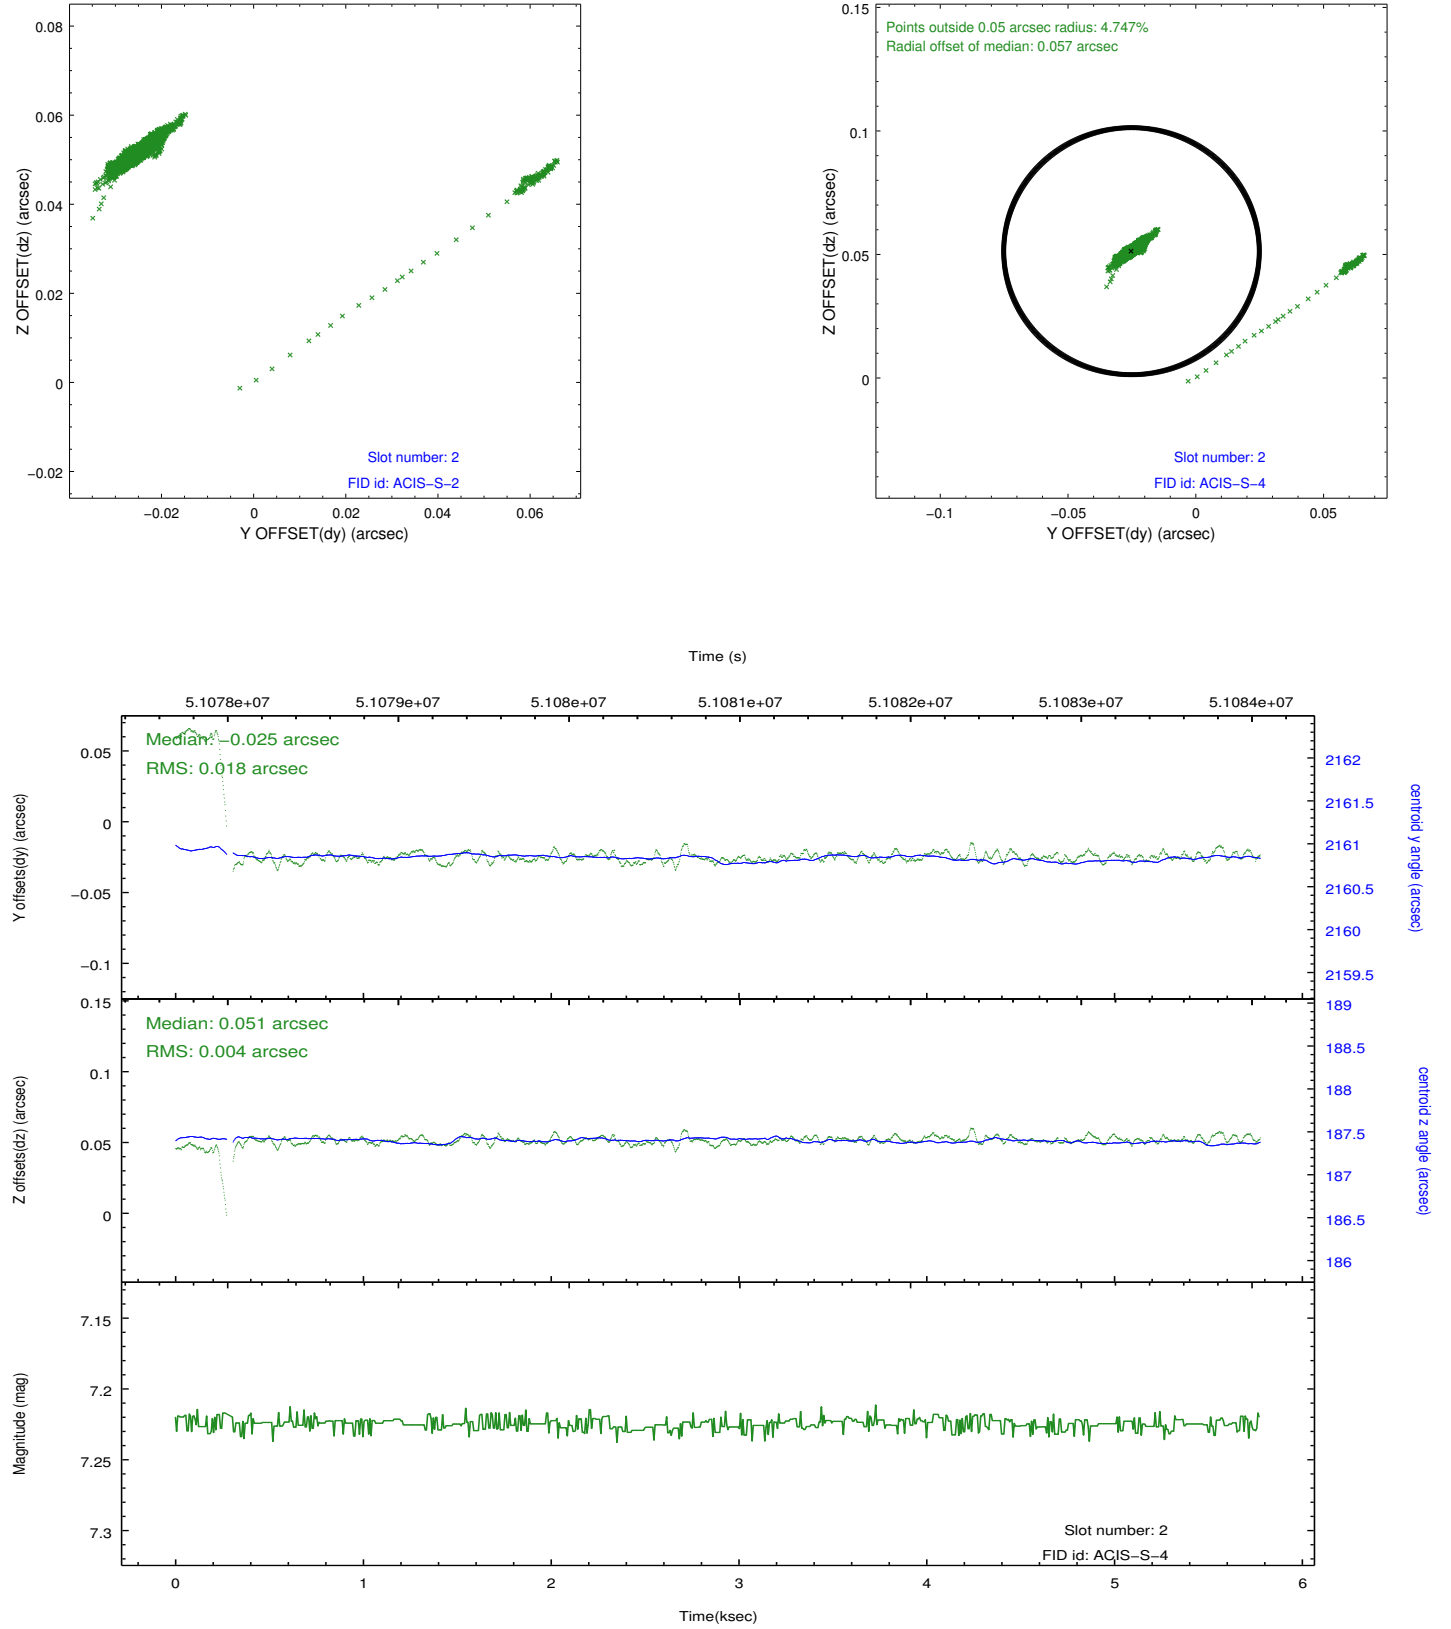 0.08
0.06
0.04
0.02
0
−0.02
Z OFFSET(dz) (arcsec)
Slot number: 2
FID id: ACIS−S−2
−0.02
0
0.02
0.04
0.06
Y OFFSET(dy) (arcsec)
0.15
0.1
0.05
0
Z OFFSET(dz) (arcsec)
Points outside 0.05 arcsec radius: 4.747%
Radial offset of median: 0.057 arcsec
Slot number: 2
FID id: ACIS−S−4
−0.1
−0.05
0
0.05
Y OFFSET(dy) (arcsec)
Time (s)
5.1078e+07
5.1079e+07
5.108e+07
5.1081e+07
5.1082e+07
5.1083e+07
5.1084e+07
0.05
0
−0.05
−0.1
Y offsets(dy) (arcsec)
Median: −0.025 arcsec
RMS: 0.018 arcsec
2162
2161.5
2161
2160.5
2160
2159.5
centroid y angle (arcsec)
0.15
0.1
0.05
0
Z offsets(dz) (arcsec)
Median: 0.051 arcsec
RMS: 0.004 arcsec
189
188.5
188
187.5
187
186.5
186
centroid z angle (arcsec)
7.15
7.2
7.25
7.3
Magnitude (mag)
Slot number: 2
FID id: ACIS−S−4
0
1
2
3
4
5
6
Time(ksec)